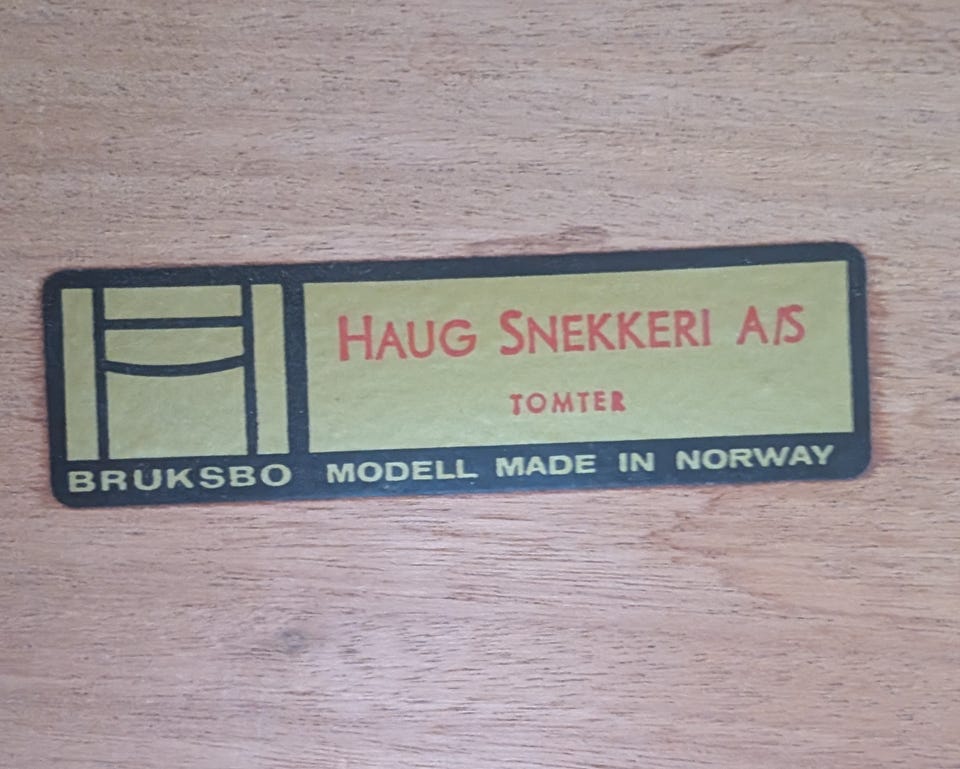 HAUG SNEKKERI A/S
TOMTER
BRUKSBO MODELL MADE IN NORWAY